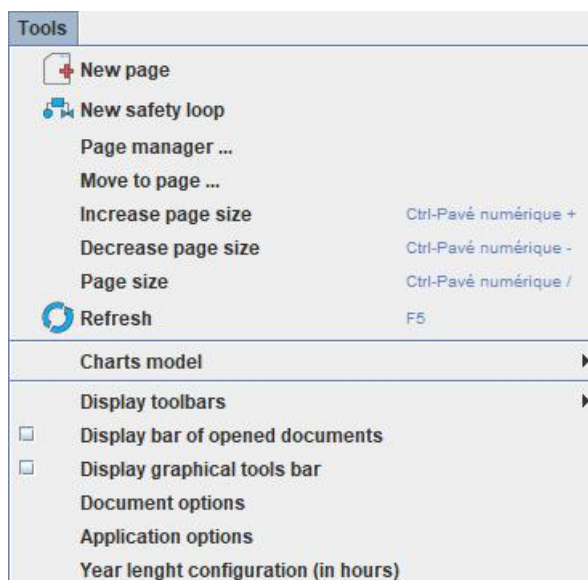 Tools
New page
New safety loop
Page manager ...
Move to page ...
Increase page size Ctrl-Pavé numérique +
Decrease page size Ctrl-Pavé numérique -
Page size Ctrl-Pavé numérique /
Refresh F5
Charts model
Display toolbars
Display bar of opened documents
Display graphical tools bar
Document options
Application options
Year lenght configuration (in hours)